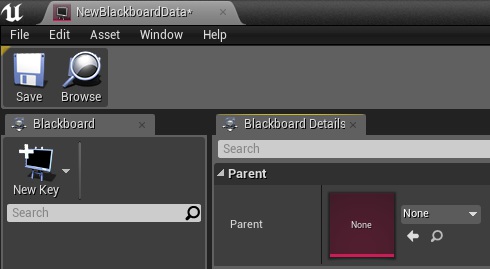 NewBlackboardData*
File Edit Asset Window Help
Save Browse
Blackboard
Blackboard Details
New Key
Search
Search
Parent
Parent
None
None